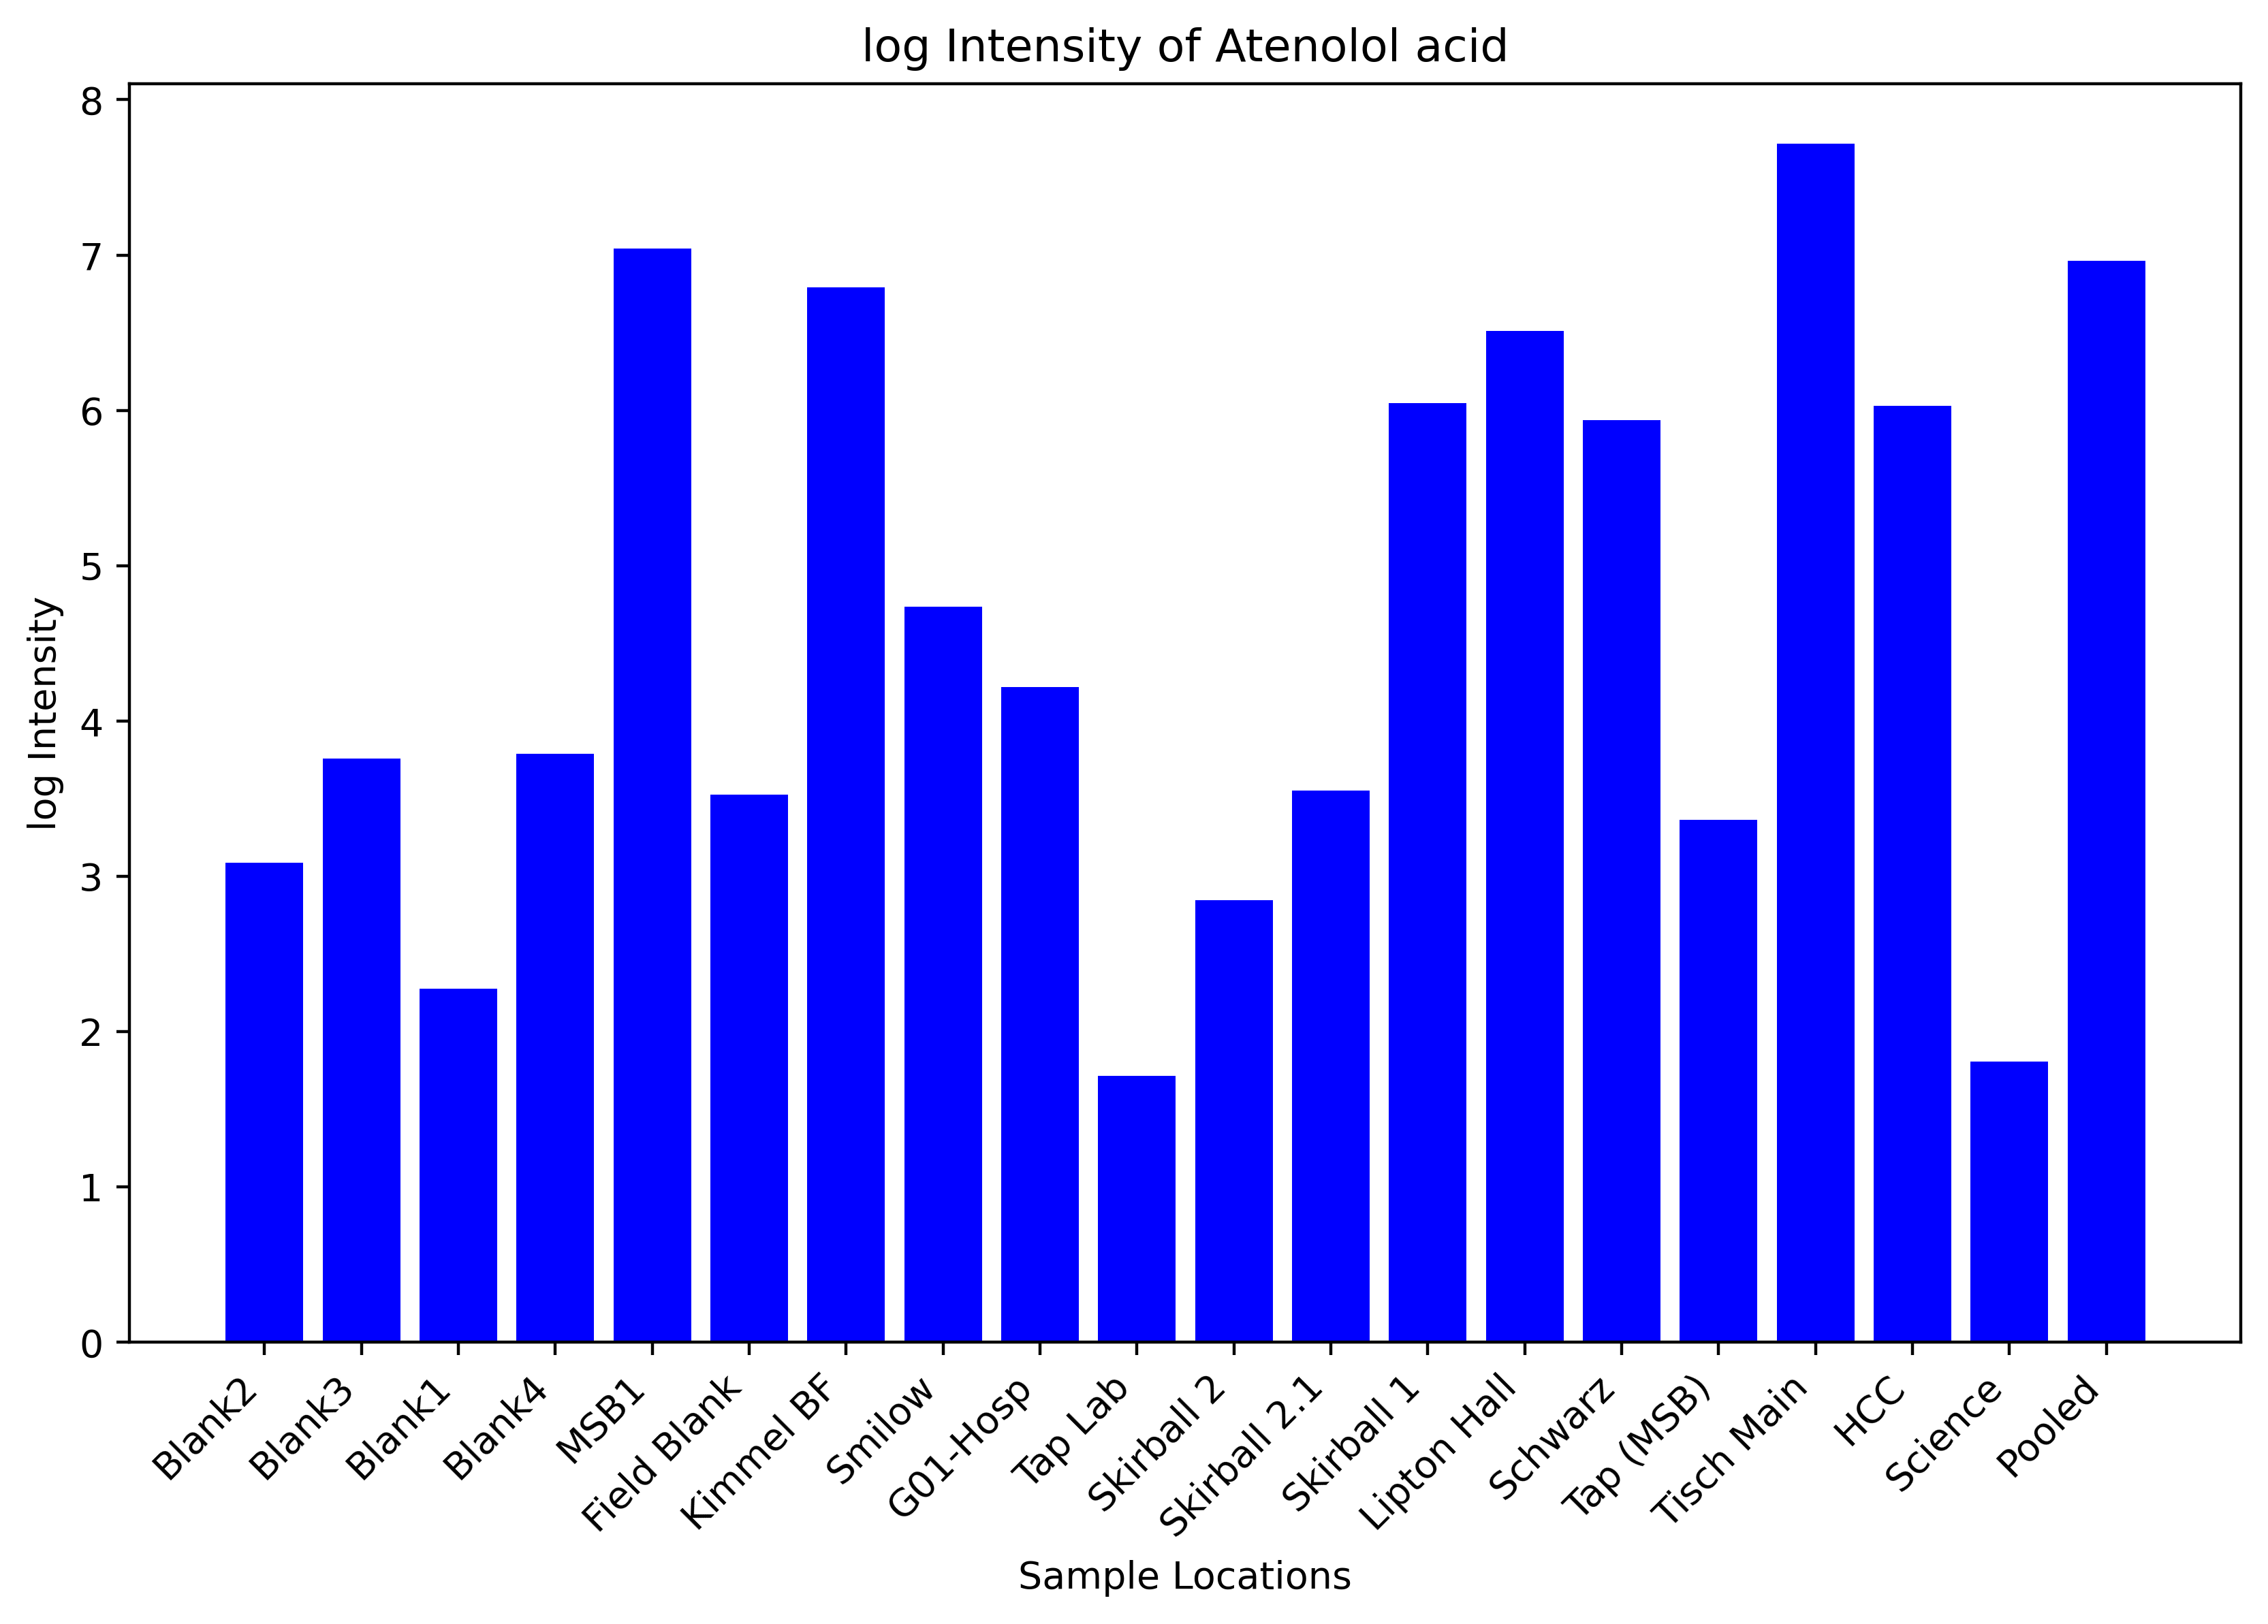 log Intensity of Atenolol acid
8
7
6
5
4
3
2
1
0
log Intensity
Blank2
Blank3
Blank1
Blank4
MSB1
Field Blank
Kimmel BF
Smilow
G01-Hosp
Tap Lab
Skirball 2
Skirball 2.1
Skirball 1
Lipton Hall
Schwarz
Tap (MSB)
Tisch Main
HCC
Science
Pooled
Sample Locations